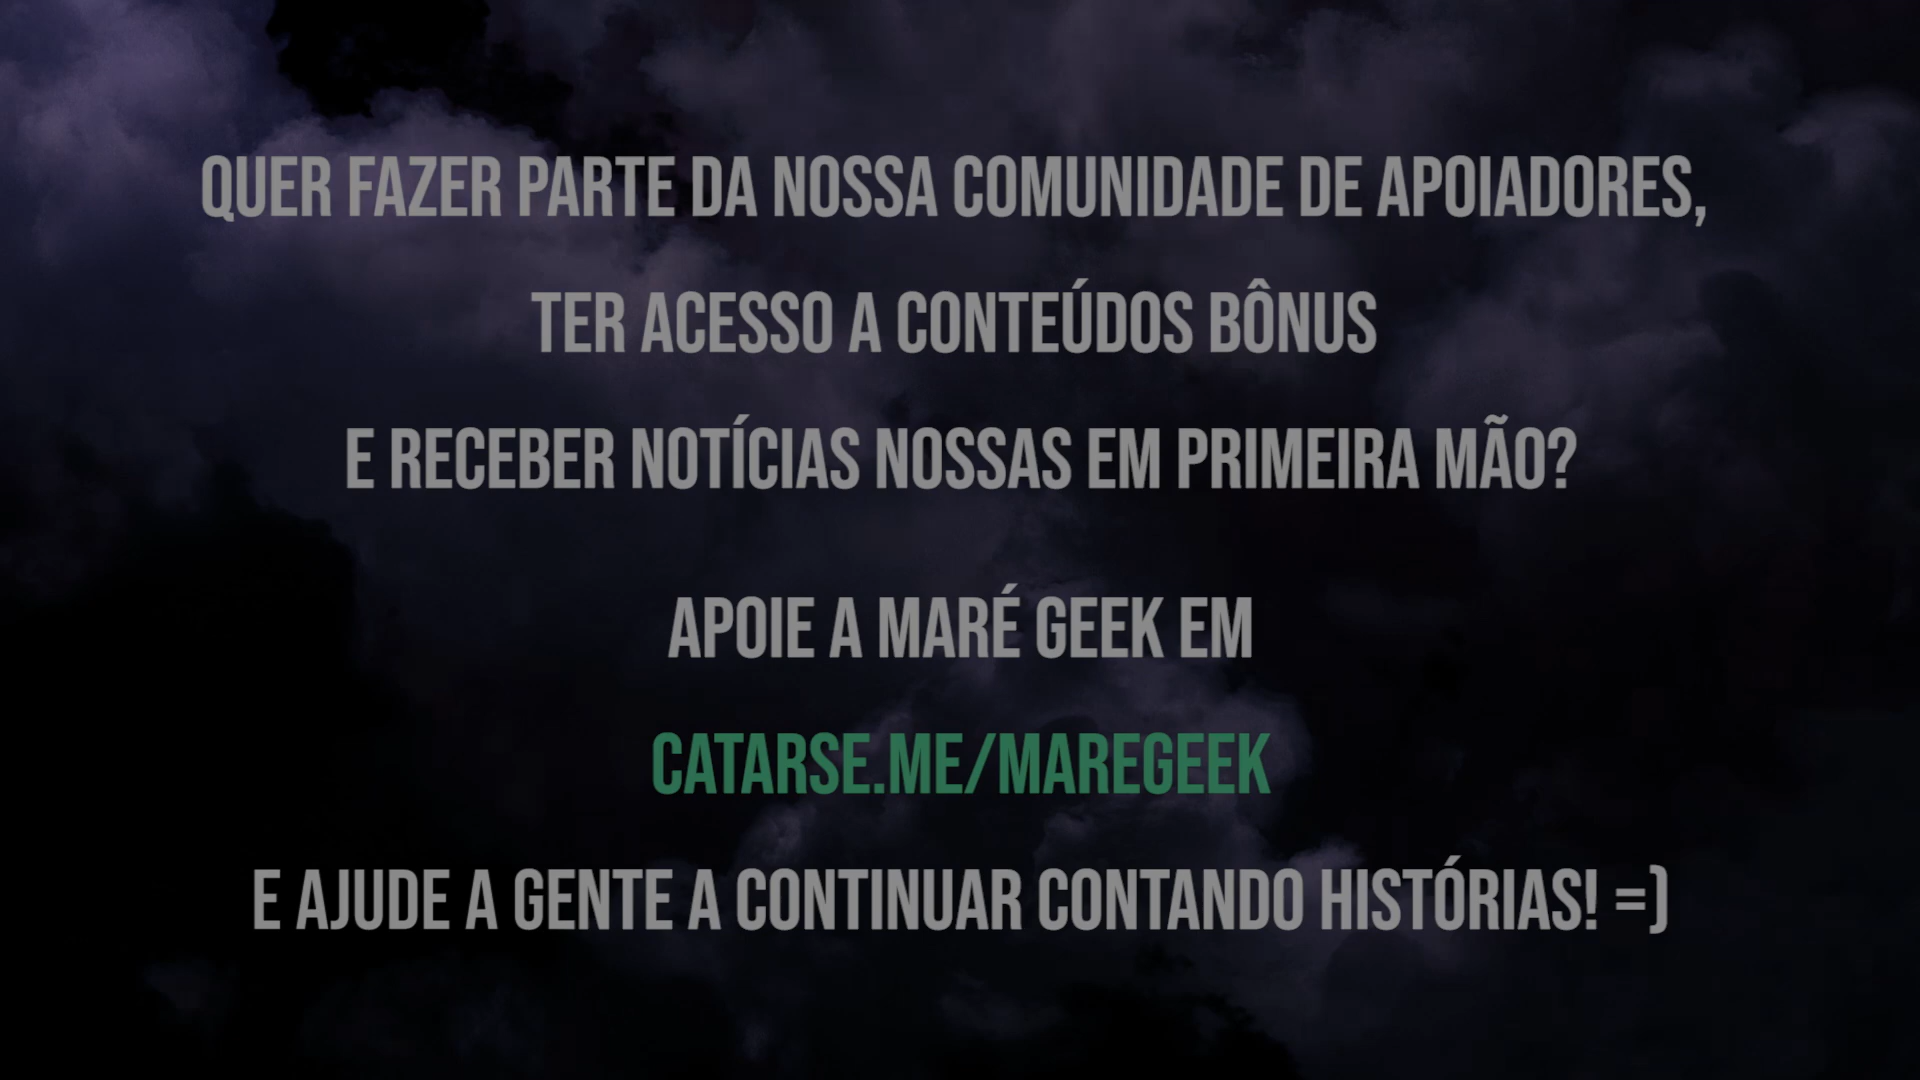 QUER FAZER PARTE DA NOSSA COMUNIDADE DE APOIADORES,
TER ACESSO A CONTEÚDOS BÔNUS
E RECEBER NOTÍCIAS NOSSAS EM PRIMEIRA MÃO?
APOIE A MARÉ GEEK EM
CATARSE.ME/MAREGEEK
E AJUDE A GENTE A CONTINUAR CONTANDO HISTÓRIAS! =)